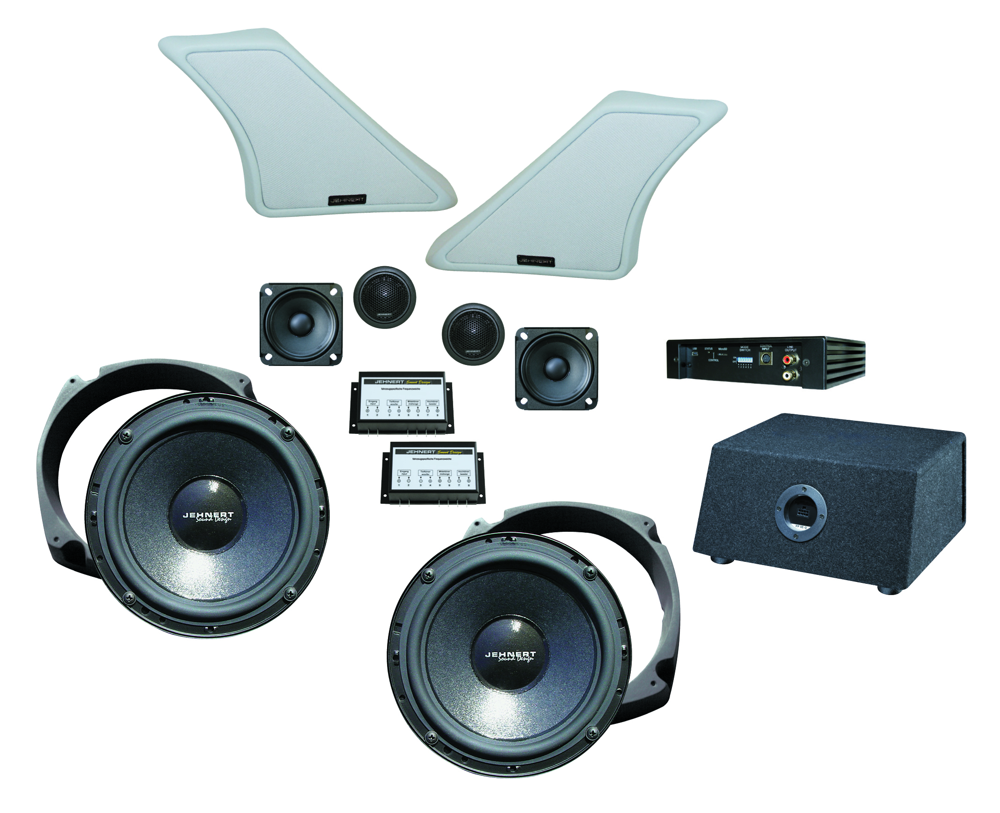 JEHNERT
JEHNERT
JEHNERT
JEHNERT
USB STATUS MicroSD MODE SWITCH CONTROL INPUT LINE OUTPUT
CONTROL
ON
OFF
1 2 3 4 5 6
JEHNERT Sound Design
fahrzeugspezifische Frequenzweiche
Eingang Tieftöner Mitteltöner Hochtöner
input woofer midrange tweeter
1 2 3 4 5 6 7 8
JEHNERT Sound Design
fahrzeugspezifische Frequenzweiche
Eingang Tieftöner Mitteltöner Hochtöner
input woofer midrange tweeter
1 2 3 4 5 6 7 8
JEHNERT
Sound Design
PP 8E-Q
JEHNERT
Sound Design